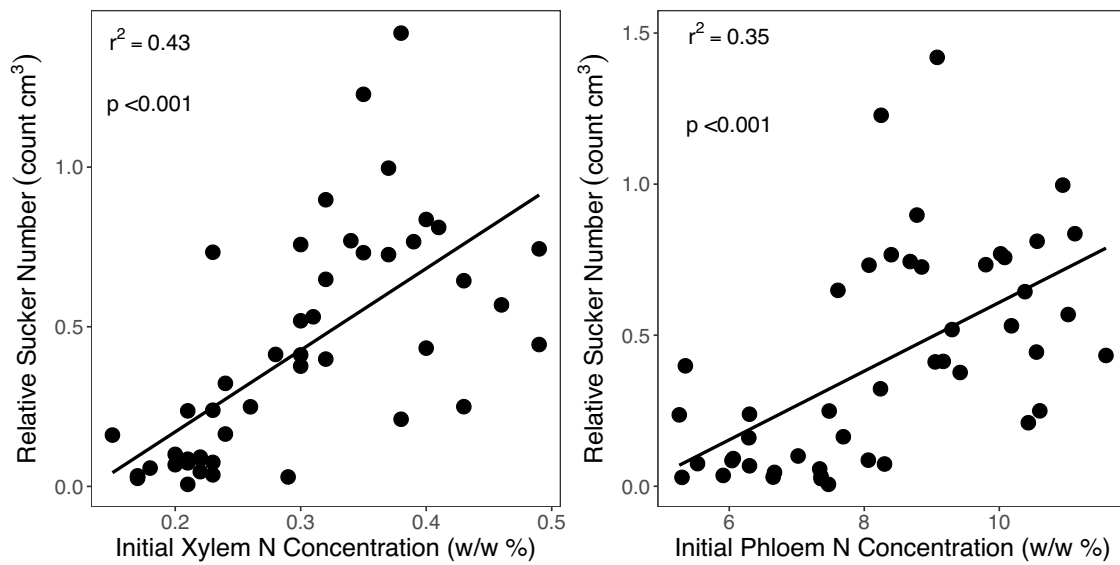 r² = 0.43
p <0.001
Relative Sucker Number (count cm³)
1.0
0.5
0.0
0.2 0.3 0.4 0.5
Initial Xylem N Concentration (w/w %)
r² = 0.35
p <0.001
Relative Sucker Number (count cm³)
1.5
1.0
0.5
0.0
6 8 10
Initial Phloem N Concentration (w/w %)